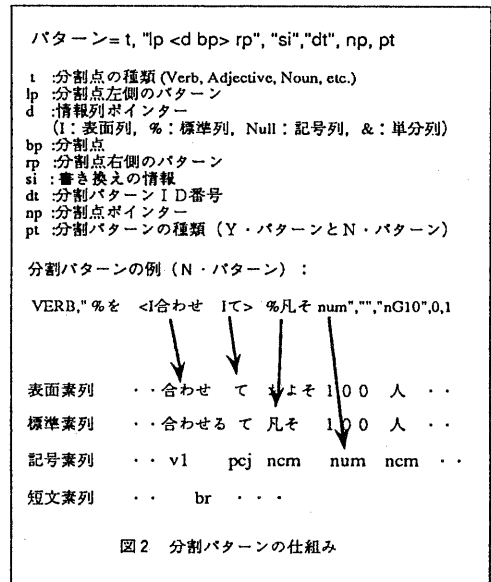 パターン= t, "lp <d bp> rp", "si","dt", np, pt
t :分割点の種類 (Verb, Adjective, Noun, etc.)
lp :分割点左側のパターン
d :情報列ポインター
(I：表面列, %：標準列, Null：記号列, &：単分列)
bp :分割点
rp :分割点右側のパターン
si :書き換えの情報
dt :分割パターンＩＤ番号
np :分割点ポインター
pt :分割パターンの種類（Ｙ・パターンとＮ・パターン）
分割パターンの例（Ｎ・パターン）：
VERB," %を <I合わせ Iて> %凡そ num","","nG10",0,1
表面素列 ・・合わせ て およそ １００ 人 ・・
標準素列 ・・合わせる て 凡そ １００ 人 ・・
記号素列 ・・ v1 pcj ncm num ncm ・・
短文素列 ・・ br ・・・
図２ 分割パターンの仕組み